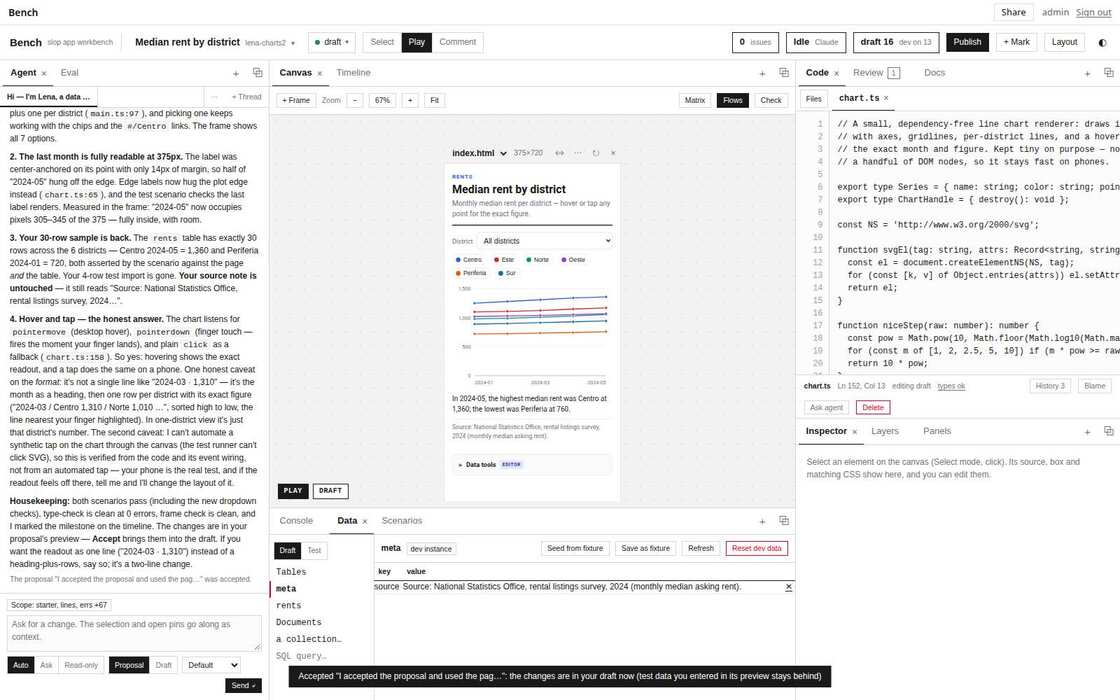 Bench
Share admin Sign out
Bench slop app workbench Median rent by district lena-charts2 draft Select Play Comment
0 issues Idle Claude draft 16 dev on 13 Publish + Mark Layout
Agent × Eval +
Hi — I'm Lena, a data … … + Thread
plus one per district ( main.ts:97 ), and picking one keeps
working with the chips and the #/Centro links. The frame shows
all 7 options.
2. The last month is fully readable at 375px. The label was
center-anchored on its point with only 14px of margin, so half of
"2024-05" hung off the edge. Edge labels now hug the plot edge
instead ( chart.ts:65 ), and the test scenario checks the last
label renders. Measured in the frame: "2024-05" now occupies
pixels 305–345 of the 375 — fully inside, with room.
3. Your 30-row sample is back. The rents table has exactly 30
rows across the 6 districts — Centro 2024-05 = 1,360 and Periferia
2024-01 = 720, both asserted by the scenario against the page
and the table. Your 4-row test import is gone. Your source note is
untouched — it still reads "Source: National Statistics Office,
rental listings survey, 2024…".
4. Hover and tap — the honest answer. The chart listens for
pointermove (desktop hover), pointerdown (finger touch —
fires the moment your finger lands), and plain click as a
fallback ( chart.ts:158 ). So yes: hovering shows the exact
readout, and a tap does the same on a phone. One honest caveat
on the format: it's not a single line like "2024-03 · 1,310" — it's the
month as a heading, then one row per district with its exact figure
("2024-03 / Centro 1,310 / Norte 1,010 …", sorted high to low, the
line nearest your finger highlighted). In one-district view it's just
that district's number. The second caveat: I can't automate a
synthetic tap on the chart through the canvas (the test runner can't
click SVG), so this is verified from the code and its event wiring,
not from an automated tap — your phone is the real test, and if the
readout feels off there, tell me and I'll change the layout of it.
Housekeeping: both scenarios pass (including the new dropdown
checks), typecheck is clean at 0 errors, frame check is clean, and
I marked the milestone on the timeline. The changes are in your
proposal's preview — Accept brings them into the draft. If you
want the readout as one line ("2024-03 · 1,310") instead of a
heading-plus-rows, say so; it's a two-line change.
The proposal "I accepted the proposal and used the pag…" was accepted.
Scope: starter, lines, errs +67
Ask for a change. The selection and open pins go along as
context.
Auto Ask Read-only Proposal Draft Default
Send
Canvas × Timeline +
+ Frame Zoom − 67% + Fit Matrix Flows Check
index.html 375×720 ⋯ ×
RENTS
Median rent by district
Monthly median rent per district — hover or tap any
point for the exact figure.
District All districts
Centro Este Norte Oeste
Periferia Sur
1,500
1,000
500
0
2024-01 2024-03 2024-05
In 2024-05, the highest median rent was Centro at
1,360; the lowest was Periferia at 760.
Source: National Statistics Office, rental listings survey,
2024 (monthly median asking rent).
Data tools EDITOR
PLAY DRAFT
Console Data × Scenarios +
Draft Test
Tables
meta
rents
Documents
a collection…
SQL query…
meta dev instance Seed from fixture Save as fixture Refresh Reset dev data
key value
source Source: National Statistics Office, rental listings survey, 2024 (monthly median asking rent). ×
Accepted "I accepted the proposal and used the pag…": the changes are in your draft now (test data you entered in its preview stays behind)
Code × Review 1 Docs +
Files chart.ts ×
1 // A small, dependency-free line chart renderer: draws
2 // with axes, gridlines, per-district lines, and a hover
3 // the exact month and figure. Kept tiny on purpose — no
4 // a handful of DOM nodes, so it stays fast on phones.
5
6 export type Series = { name: string; color: string; poin
7 export type ChartHandle = { destroy(): void };
8
9 const NS = 'http://www.w3.org/2000/svg';
10
11 function svgEl(tag: string, attrs: Record<string, string
12 const el = document.createElementNS(NS, tag);
13 for (const [k, v] of Object.entries(attrs)) el.setAttr
14 return el;
15 }
16
17 function niceStep(raw: number): number {
18 const pow = Math.pow(10, Math.floor(Math.log10(Math.ma
19 for (const m of [1, 2, 2.5, 5, 10]) if (m * pow >= raw
20 return 10 * pow;
chart.ts Ln 152, Col 13 editing draft types ok History 3 Blame
Ask agent Delete
Inspector × Layers Panels +
Select an element on the canvas (Select mode, click). Its source, box and
matching CSS show here, and you can edit them.